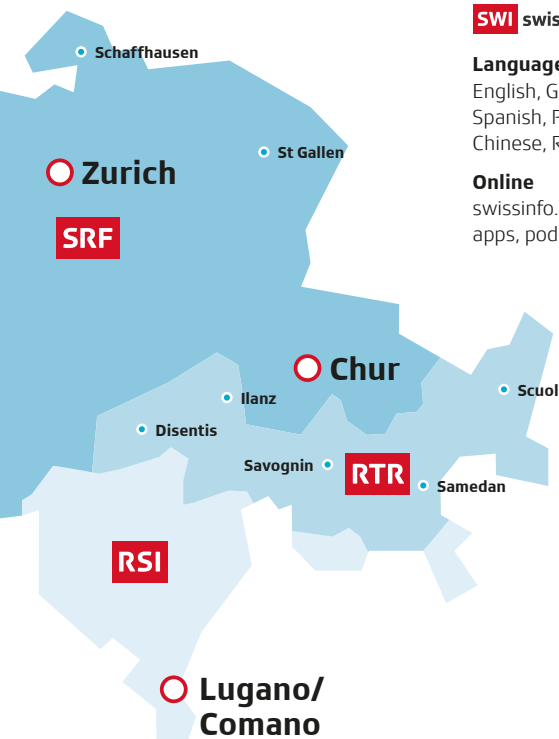 SWI swis
Schaffhausen
Language
English, G
Spanish, P
Chinese, R
St Gallen
Zurich
Online
swissinfo.
apps, pod
SRF
Chur
Scuol
Ilanz
Disentis
Savognin
RTR
Samedan
RSI
Lugano/
Comano